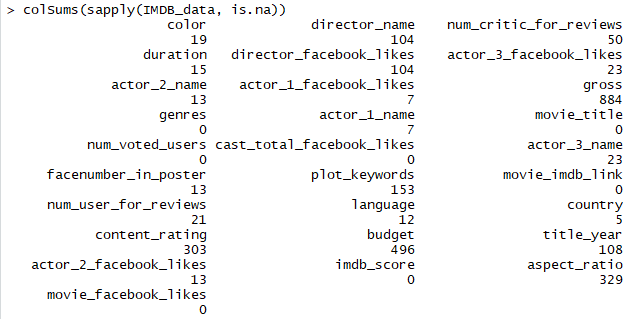 > colSums(sapply(IMDB_data, is.na))
color director_name num_critic_for_reviews
19 104 50
duration director_facebook_likes actor_3_facebook_likes
15 104 23
actor_2_name actor_1_facebook_likes gross
13 7 884
genres actor_1_name movie_title
0 7 0
num_voted_users cast_total_facebook_likes actor_3_name
0 0 23
facenumber_in_poster plot_keywords movie_imdb_link
13 153 0
num_user_for_reviews language country
21 12 5
content_rating budget title_year
303 496 108
actor_2_facebook_likes imdb_score aspect_ratio
13 0 329
movie_facebook_likes
0